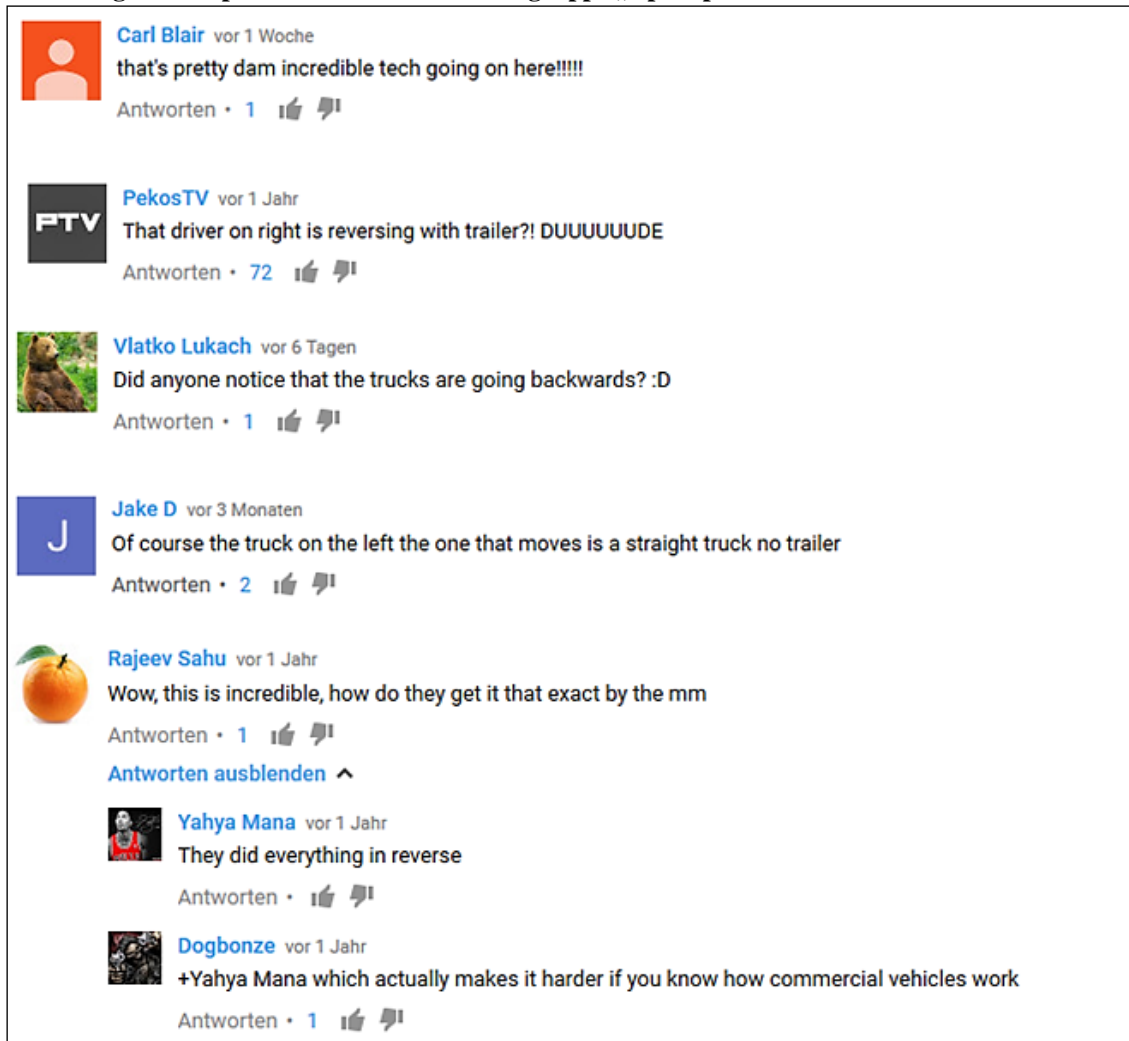 Carl Blair vor 1 Woche
that's pretty dam incredible tech going on here!!!!!
Antworten • 1
PTV
PekosTV vor 1 Jahr
That driver on right is reversing with trailer?! DUUUUUUDE
Antworten • 72
Vlatko Lukach vor 6 Tagen
Did anyone notice that the trucks are going backwards? :D
Antworten • 1
J
Jake D vor 3 Monaten
Of course the truck on the left the one that moves is a straight truck no trailer
Antworten • 2
Rajeev Sahu vor 1 Jahr
Wow, this is incredible, how do they get it that exact by the mm
Antworten • 1
Antworten ausblenden
Yahya Mana vor 1 Jahr
They did everything in reverse
Antworten •
Dogbonze vor 1 Jahr
+Yahya Mana which actually makes it harder if you know how commercial vehicles work
Antworten • 1